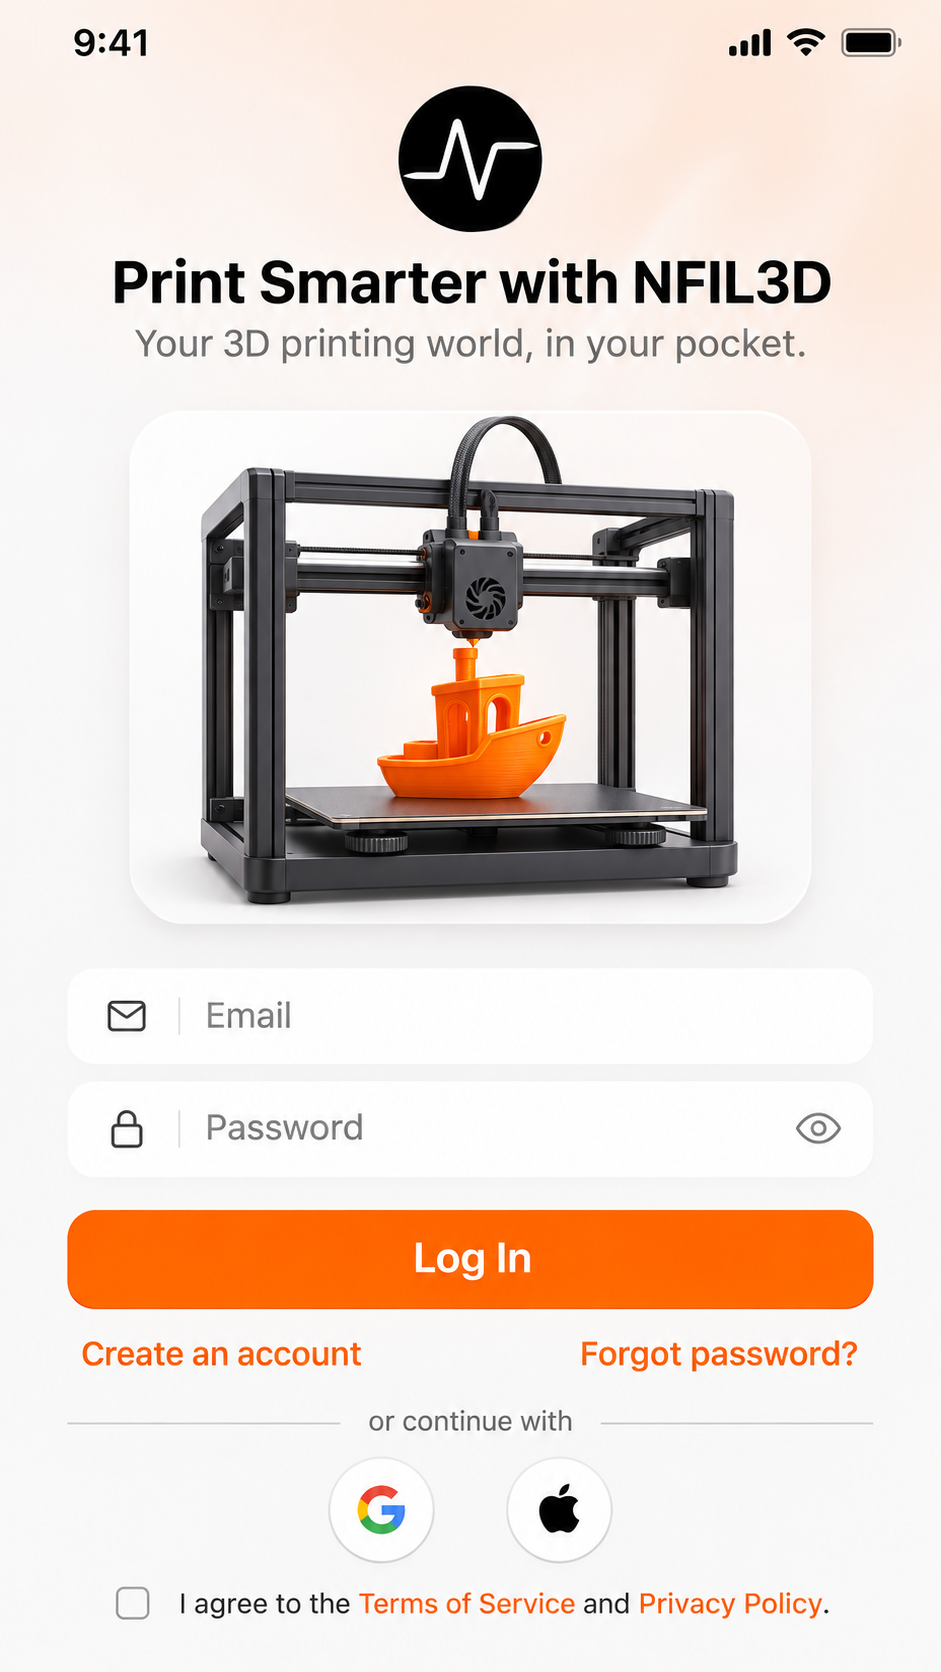 9:41
Print Smarter with NFIL3D
Your 3D printing world, in your pocket.
Email
Password
Log In
Create an account
Forgot password?
or continue with
I agree to the Terms of Service and Privacy Policy.